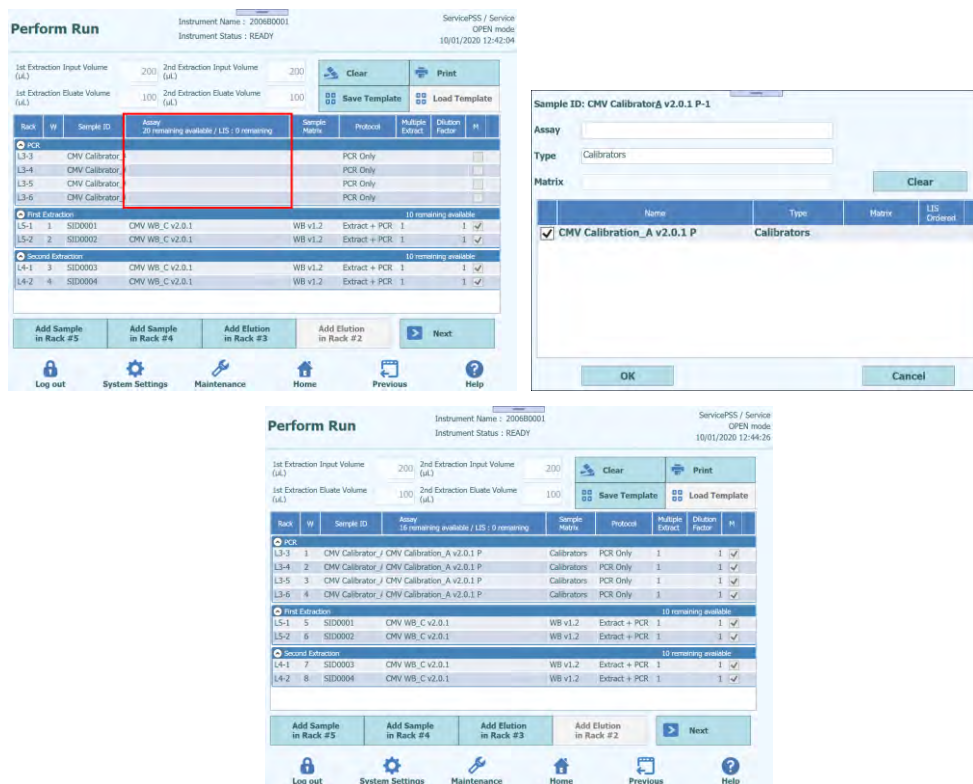 Perform Run
Instrument Name : 2006B0001
Instrument Status : READY
ServicePSS / Service
OPEN mode
10/01/2020 12:42:04
1st Extraction Input Volume (µL) 200 2nd Extraction Input Volume (µL) 200 Clear Print
1st Extraction Eluate Volume (µL) 100 2nd Extraction Eluate Volume (µL) 100 Save Template Load Template
Rack W Sample ID Assay 20 remaining available / LIS : 0 remaining Sample Matrix Protocol Multiple Extract Dilution Factor M
PCR
L3-3 CMV Calibrator_ PCR Only
L3-4 CMV Calibrator_ PCR Only
L3-5 CMV Calibrator_ PCR Only
L3-6 CMV Calibrator_ PCR Only
First Extraction 10 remaining available
L5-1 1 SID0001 CMV WB_C v2.0.1 WB v1.2 Extract + PCR 1 1
L5-2 2 SID0002 CMV WB_C v2.0.1 WB v1.2 Extract + PCR 1 1
Second Extraction 10 remaining available
L4-1 3 SID0003 CMV WB_C v2.0.1 WB v1.2 Extract + PCR 1 1
L4-2 4 SID0004 CMV WB_C v2.0.1 WB v1.2 Extract + PCR 1 1
Add Sample in Rack #5 Add Sample in Rack #4 Add Elution in Rack #3 Add Elution in Rack #2 Next
Log out System Settings Maintenance Home Previous Help
Sample ID: CMV CalibratorA v2.0.1 P-1
Assay
Type Calibrators
Matrix Clear
Name Type Matrix LIS Ordered
CMV Calibration_A v2.0.1 P Calibrators
OK Cancel
Perform Run
Instrument Name : 2006B0001
Instrument Status : READY
ServicePSS / Service
OPEN mode
10/01/2020 12:44:26
1st Extraction Input Volume (µL) 200 2nd Extraction Input Volume (µL) 200 Clear Print
1st Extraction Eluate Volume (µL) 100 2nd Extraction Eluate Volume (µL) 100 Save Template Load Template
Rack W Sample ID Assay 16 remaining available / LIS : 0 remaining Sample Matrix Protocol Multiple Extract Dilution Factor M
PCR
L3-3 1 CMV Calibrator_ CMV Calibration_A v2.0.1 P Calibrators PCR Only 1 1
L3-4 2 CMV Calibrator_ CMV Calibration_A v2.0.1 P Calibrators PCR Only 1 1
L3-5 3 CMV Calibrator_ CMV Calibration_A v2.0.1 P Calibrators PCR Only 1 1
L3-6 4 CMV Calibrator_ CMV Calibration_A v2.0.1 P Calibrators PCR Only 1 1
First Extraction 10 remaining available
L5-1 5 SID0001 CMV WB_C v2.0.1 WB v1.2 Extract + PCR 1 1
L5-2 6 SID0002 CMV WB_C v2.0.1 WB v1.2 Extract + PCR 1 1
Second Extraction 10 remaining available
L4-1 7 SID0003 CMV WB_C v2.0.1 WB v1.2 Extract + PCR 1 1
L4-2 8 SID0004 CMV WB_C v2.0.1 WB v1.2 Extract + PCR 1 1
Add Sample in Rack #5 Add Sample in Rack #4 Add Elution in Rack #3 Add Elution in Rack #2 Next
Log out System Settings Maintenance Home Previous Help